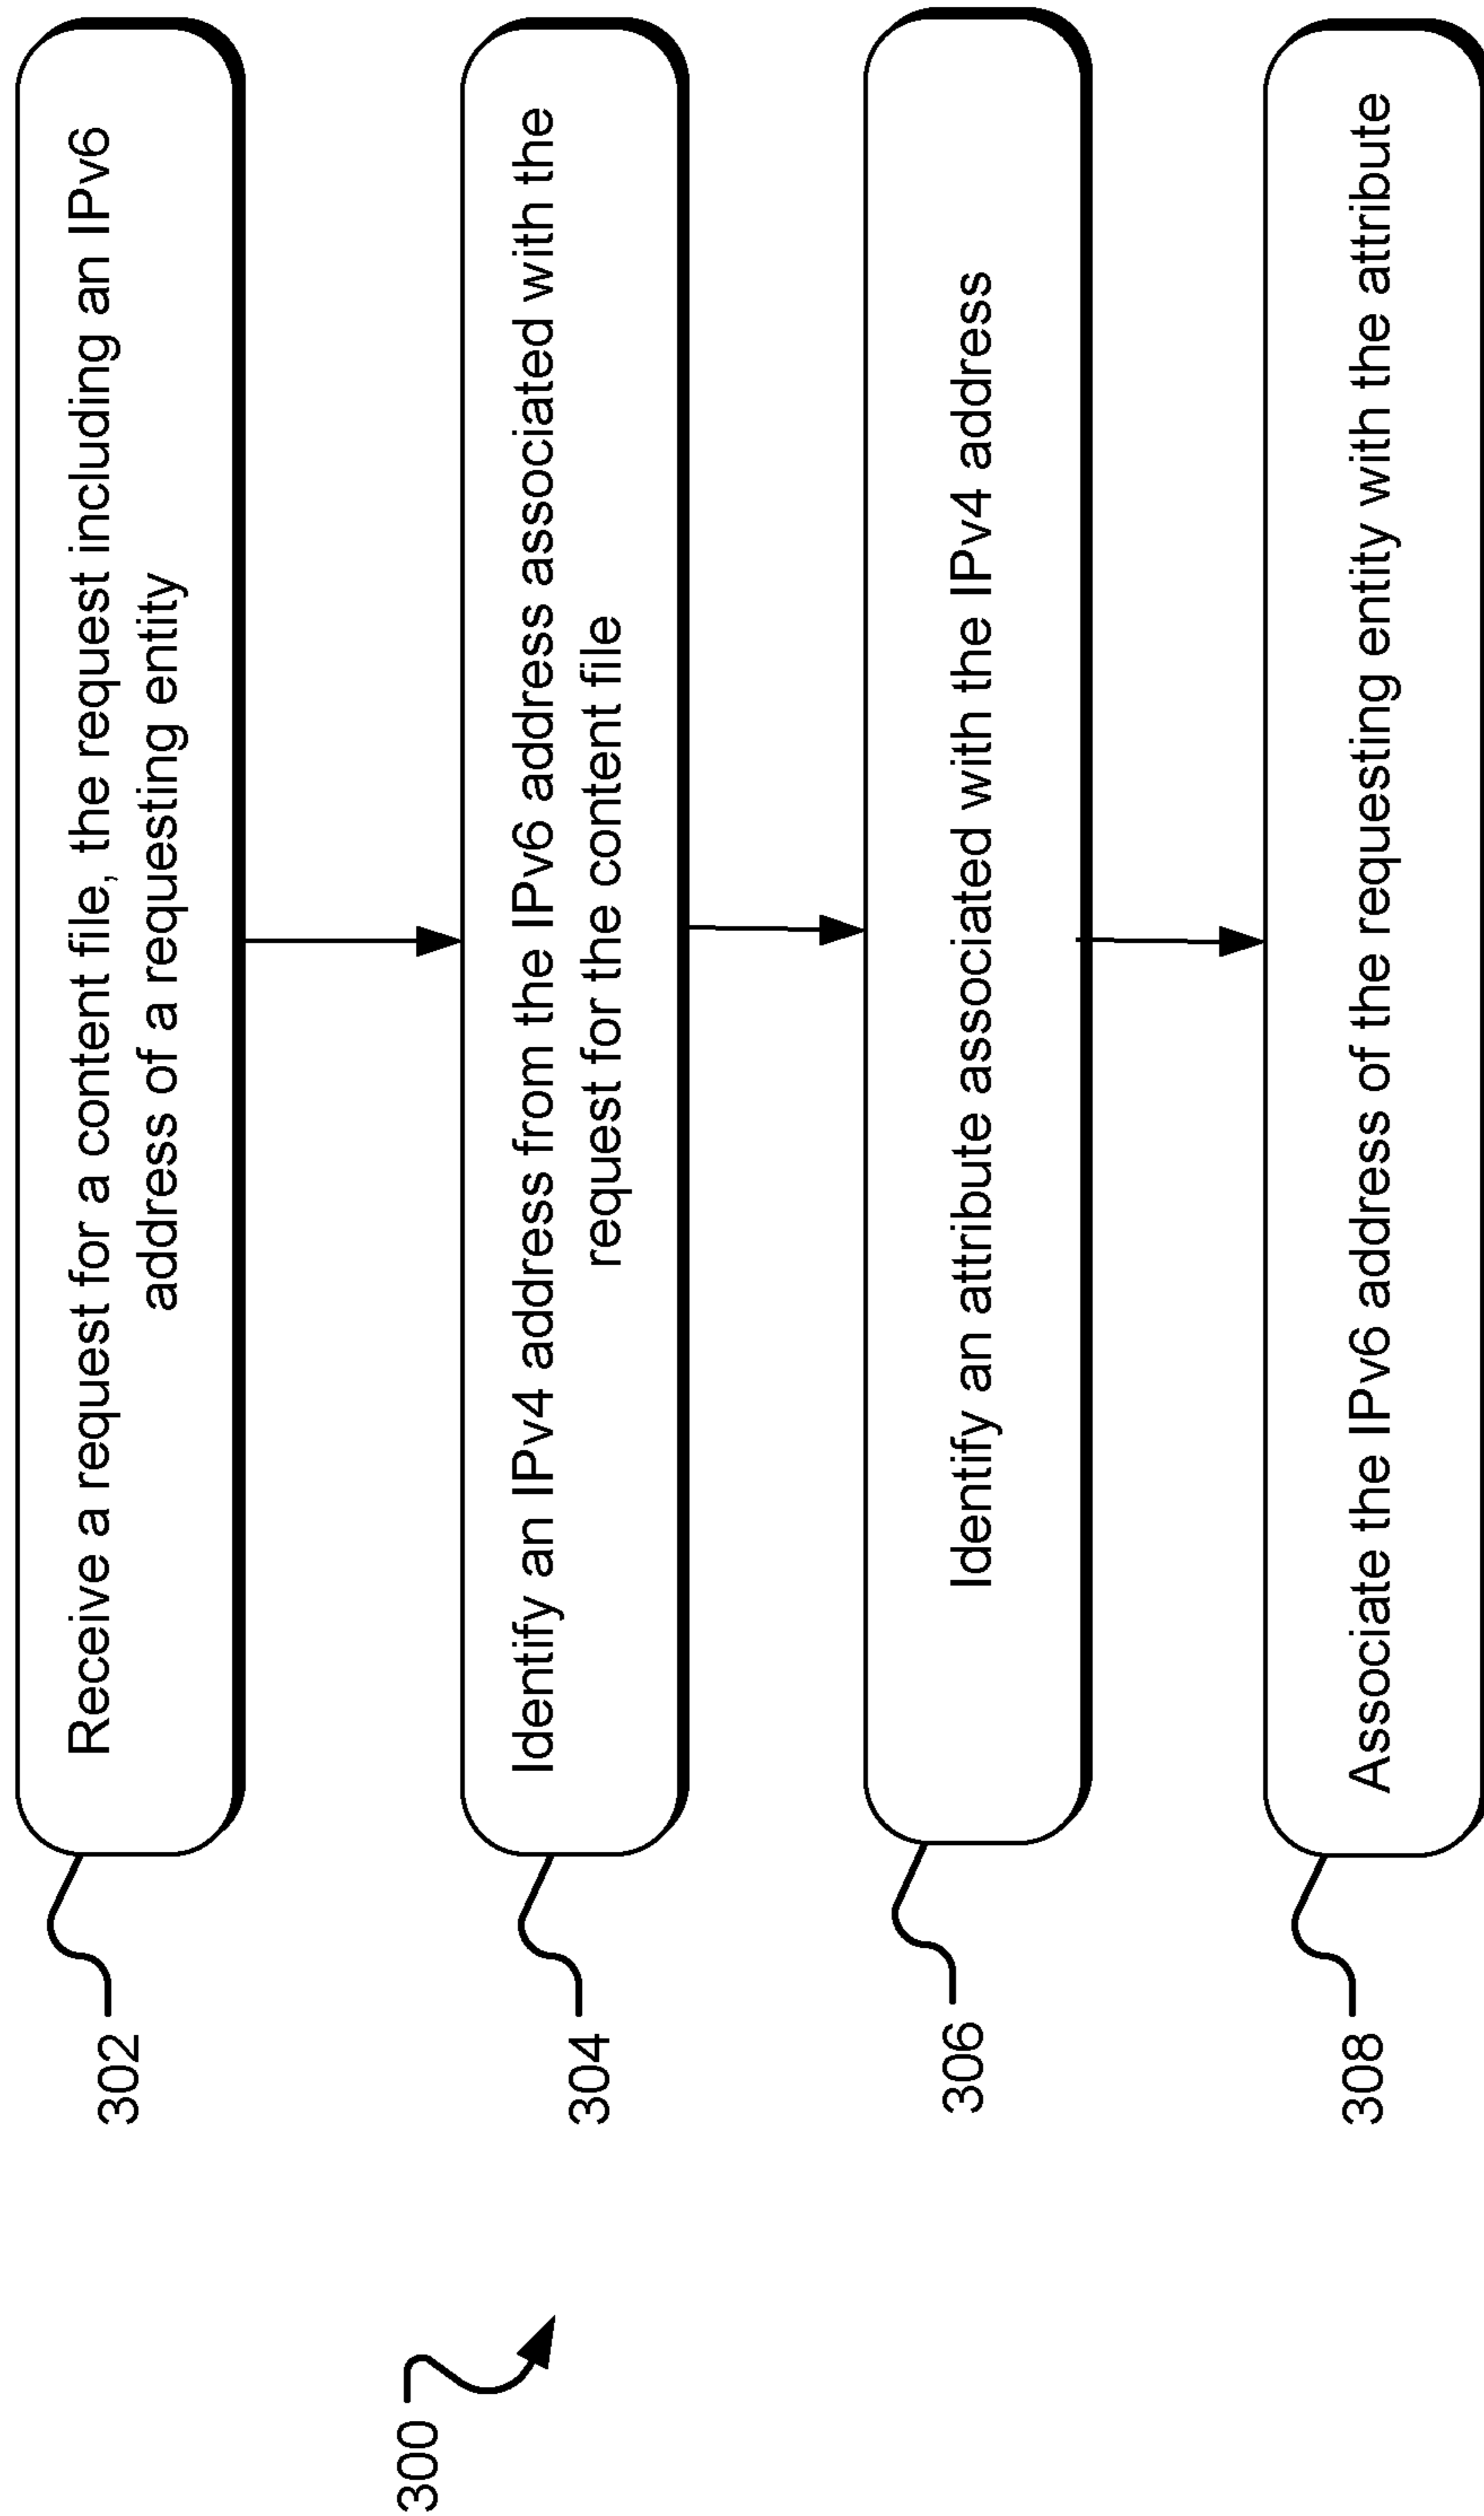 300
302
Receive a request for a content file, the request including an IPv6
address of a requesting entity
304
Identify an IPv4 address from the IPv6 address associated with the
request for the content file
306
Identify an attribute associated with the IPv4 address
308
Associate the IPv6 address of the requesting entity with the attribute